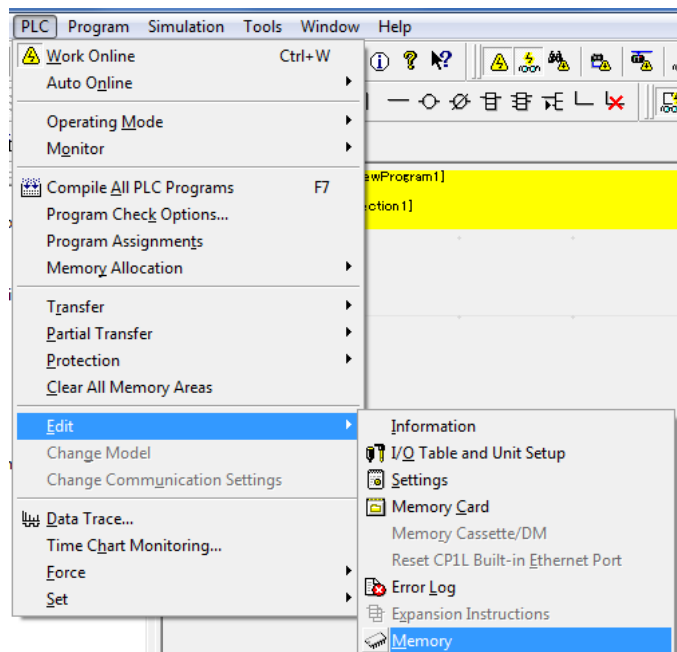 PLC Program Simulation Tools Window Help
Work Online Ctrl+W
Auto Online
Operating Mode
Monitor
Compile All PLC Programs F7
Program Check Options...
Program Assignments
Memory Allocation
Transfer
Partial Transfer
Protection
Clear All Memory Areas
Edit
Change Model
Change Communication Settings
Data Trace...
Time Chart Monitoring...
Force
Set
ewProgram1]
ection1]
Information
I/O Table and Unit Setup
Settings
Memory Card
Memory Cassette/DM
Reset CP1L Built-in Ethernet Port
Error Log
Expansion Instructions
Memory